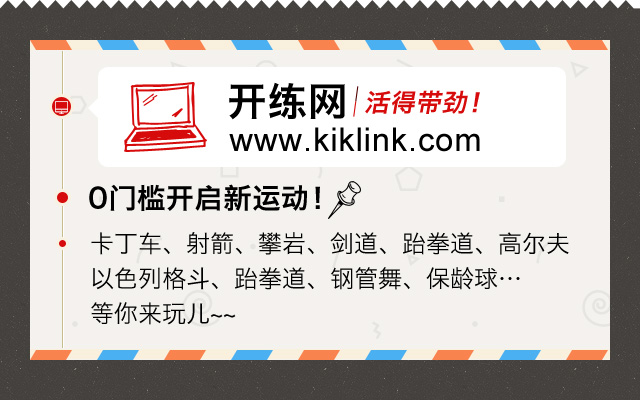 开练网 | 活得带劲！
www.kiklink.com
0门槛开启新运动！
卡丁车、射箭、攀岩、剑道、跆拳道、高尔夫
以色列格斗、跆拳道、钢管舞、保龄球…
等你来玩儿~~